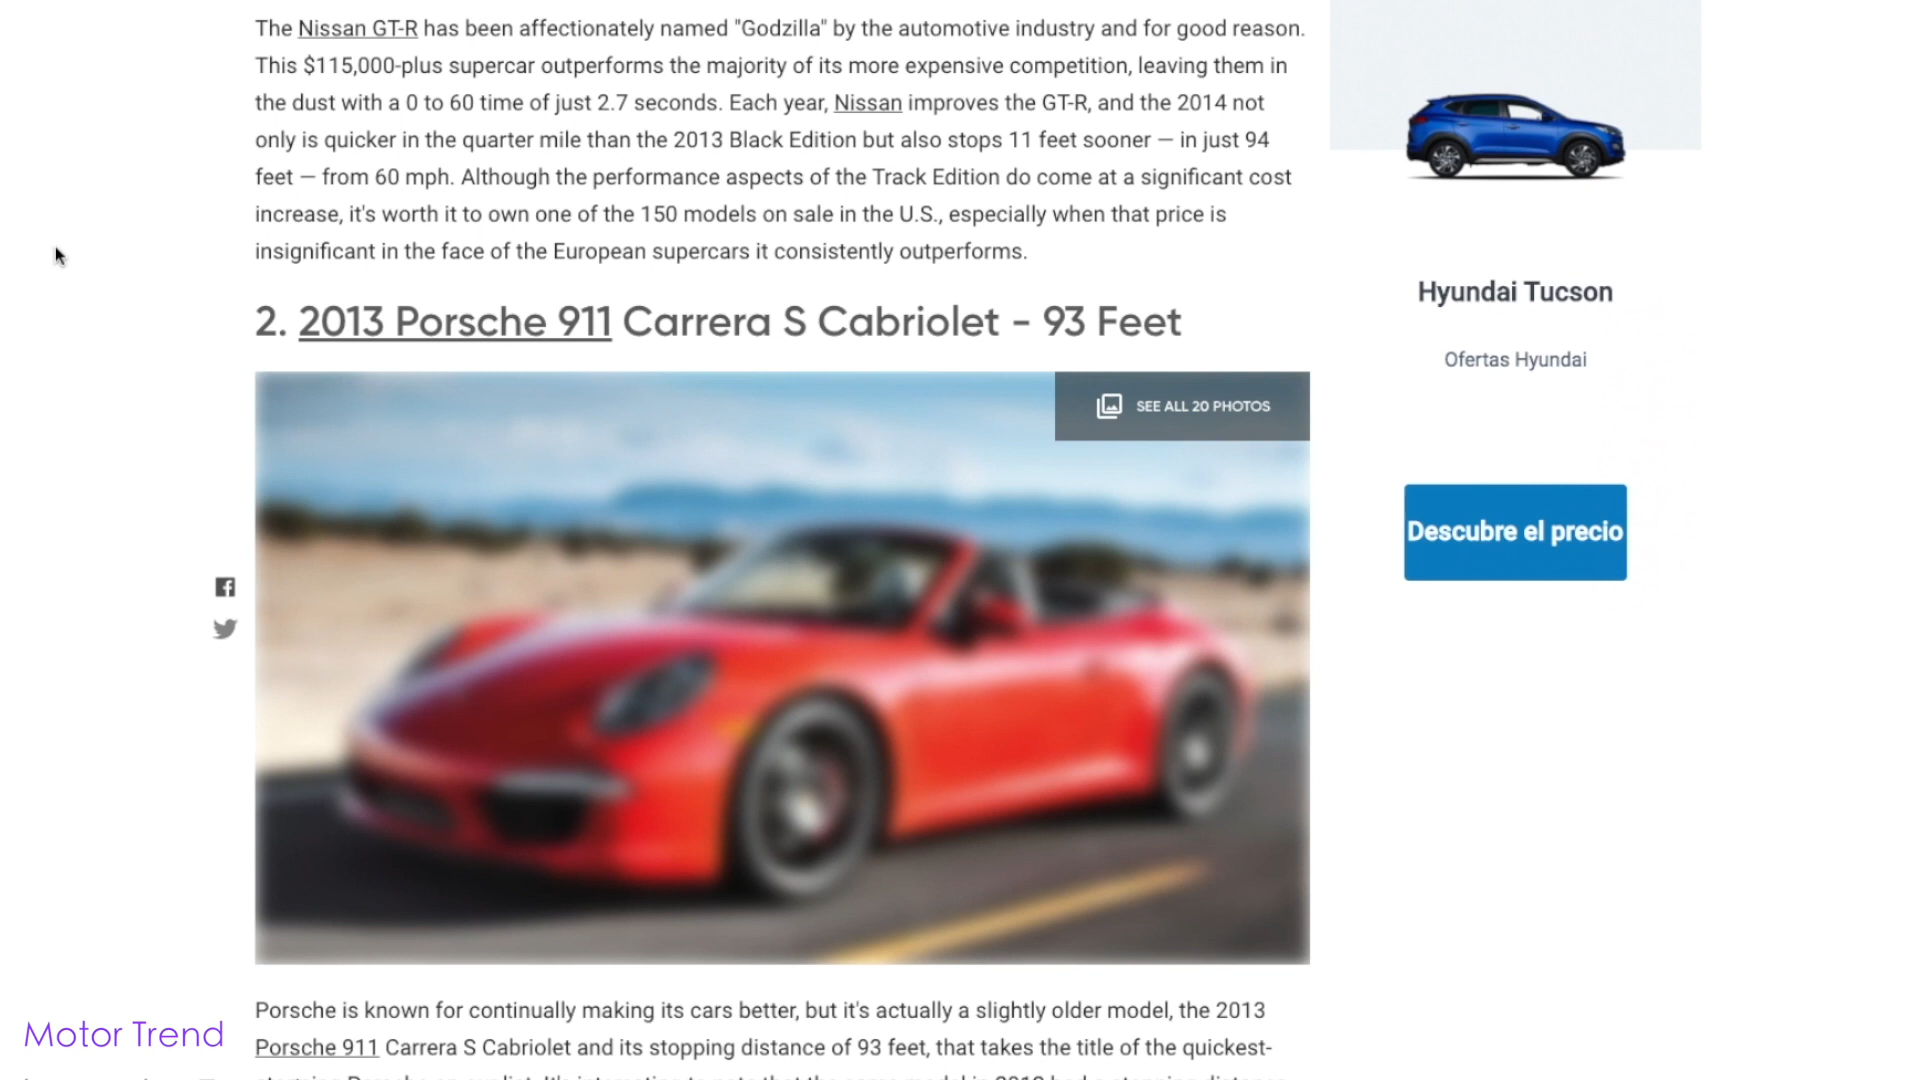 The Nissan GT-R has been affectionately named "Godzilla" by the automotive industry and for good reason.
This $115,000-plus supercar outperforms the majority of its more expensive competition, leaving them in
the dust with a 0 to 60 time of just 2.7 seconds. Each year, Nissan improves the GT-R, and the 2014 not
only is quicker in the quarter mile than the 2013 Black Edition but also stops 11 feet sooner — in just 94
feet — from 60 mph. Although the performance aspects of the Track Edition do come at a significant cost
increase, it's worth it to own one of the 150 models on sale in the U.S., especially when that price is
insignificant in the face of the European supercars it consistently outperforms.
2. 2013 Porsche 911 Carrera S Cabriolet - 93 Feet
SEE ALL 20 PHOTOS
Porsche is known for continually making its cars better, but it's actually a slightly older model, the 2013
Porsche 911 Carrera S Cabriolet and its stopping distance of 93 feet, that takes the title of the quickest-
Hyundai Tucson
Ofertas Hyundai
Descubre el precio
Motor Trend